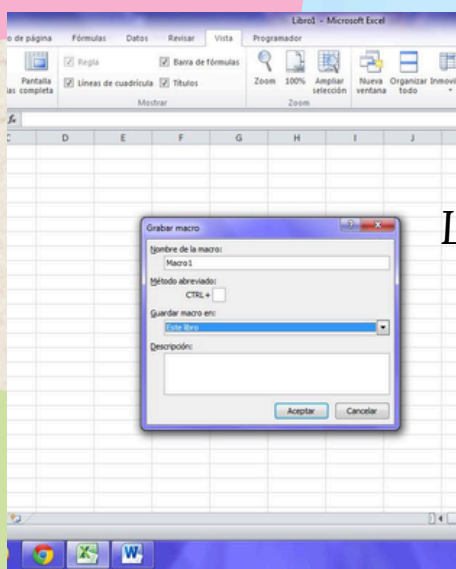 Libro1 - Microsoft Excel
o de página Fórmulas Datos Revisar Vista Programador
Regla Barra de fórmulas
Líneas de cuadrícula Títulos
Pantalla completa
Mostrar
Zoom 100% Ampliar selección
Zoom
Nueva ventana Organizar todo Inmovili
fx
C D E F G H I J
Grabar macro
Nombre de la macro:
Macro1
Método abreviado:
CTRL+
Guardar macro en:
Este libro
Descripción:
Aceptar Cancelar
L